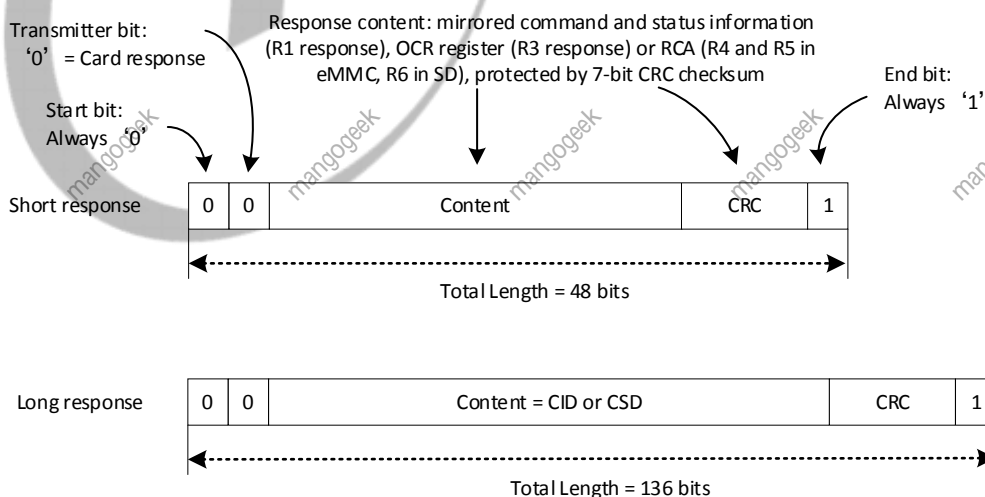 Transmitter bit:
‘0’ = Card response
Response content: mirrored command and status information
(R1 response), OCR register (R3 response) or RCA (R4 and R5 in
eMMC, R6 in SD), protected by 7-bit CRC checksum
End bit:
Always ‘1’
Start bit:
Always ‘0’
mangogeek
mangogeek
mangogeek
mangogeek
Short response
0 0 Content CRC 1
Total Length = 48 bits
Long response
0 0 Content = CID or CSD CRC 1
Total Length = 136 bits